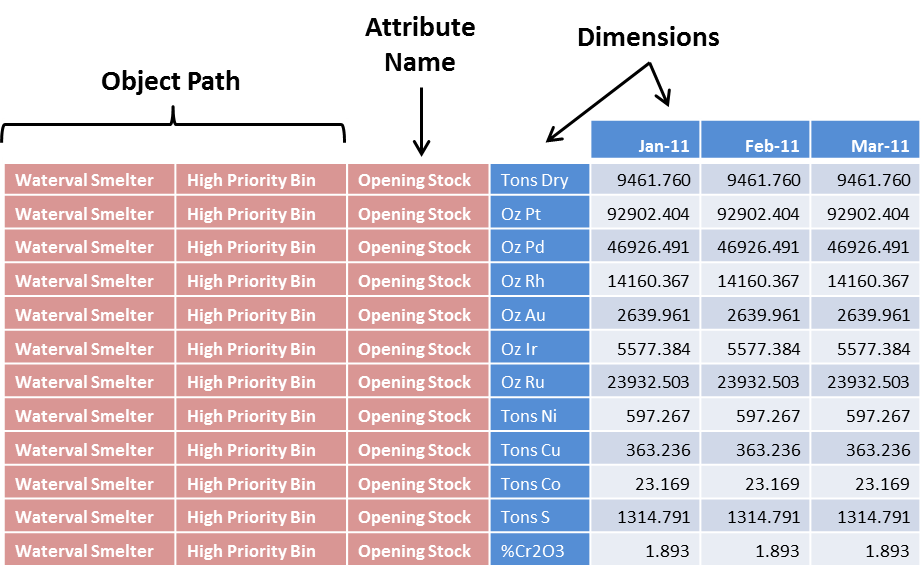 Attribute
Name
Dimensions
Object Path
Jan-11 Feb-11 Mar-11
Waterval Smelter High Priority Bin Opening Stock Tons Dry 9461.760 9461.760 9461.760
Waterval Smelter High Priority Bin Opening Stock Oz Pt 92902.404 92902.404 92902.404
Waterval Smelter High Priority Bin Opening Stock Oz Pd 46926.491 46926.491 46926.491
Waterval Smelter High Priority Bin Opening Stock Oz Rh 14160.367 14160.367 14160.367
Waterval Smelter High Priority Bin Opening Stock Oz Au 2639.961 2639.961 2639.961
Waterval Smelter High Priority Bin Opening Stock Oz Ir 5577.384 5577.384 5577.384
Waterval Smelter High Priority Bin Opening Stock Oz Ru 23932.503 23932.503 23932.503
Waterval Smelter High Priority Bin Opening Stock Tons Ni 597.267 597.267 597.267
Waterval Smelter High Priority Bin Opening Stock Tons Cu 363.236 363.236 363.236
Waterval Smelter High Priority Bin Opening Stock Tons Co 23.169 23.169 23.169
Waterval Smelter High Priority Bin Opening Stock Tons S 1314.791 1314.791 1314.791
Waterval Smelter High Priority Bin Opening Stock %Cr2O3 1.893 1.893 1.893